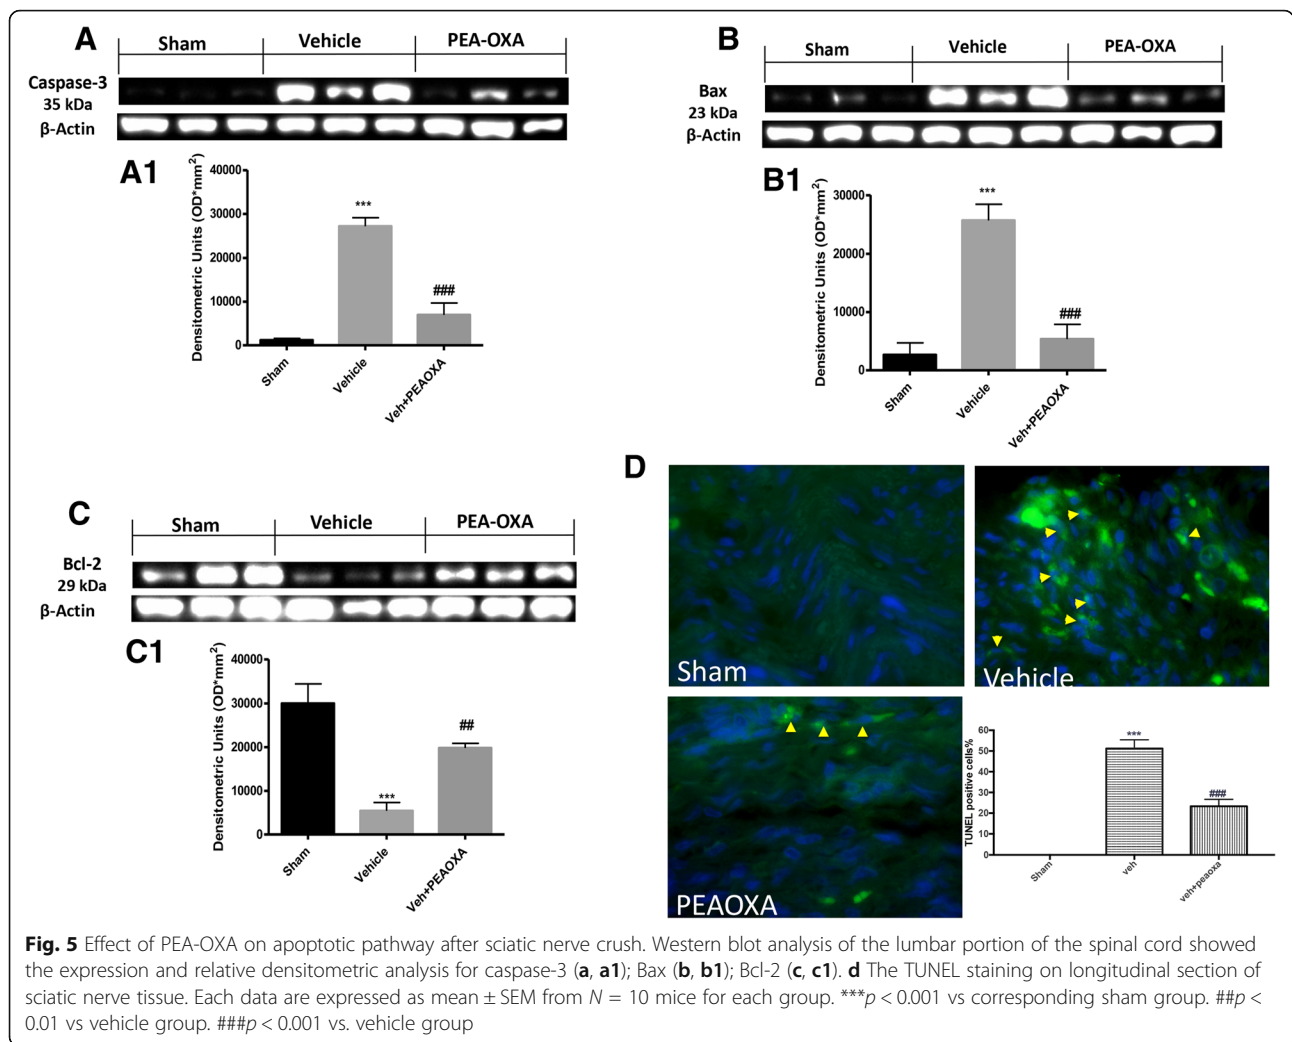 A
Sham Vehicle PEA-OXA
Caspase-3
35 kDa
β-Actin
A1
Densitometric Units (OD*mm²)
40000
30000
20000
10000
0
***
###
Sham
Vehicle
Veh+PEAOXA
B
Sham Vehicle PEA-OXA
Bax
23 kDa
β-Actin
B1
Densitometric Units (OD*mm²)
30000
20000
10000
0
***
###
Sham
Vehicle
Veh+PEAOXA
C
Sham Vehicle PEA-OXA
Bcl-2
29 kDa
β-Actin
C1
Densitometric Units (OD*mm²)
40000
30000
20000
10000
0
***
##
Sham
Vehicle
Veh+PEAOXA
D
Sham
Vehicle
PEAOXA
TUNEL positive cells%
60
50
40
30
20
10
0
***
###
Sham
veh
veh+peaoxa
Fig. 5 Effect of PEA-OXA on apoptotic pathway after sciatic nerve crush. Western blot analysis of the lumbar portion of the spinal cord showed
the expression and relative densitometric analysis for caspase-3 (a, a1); Bax (b, b1); Bcl-2 (c, c1). d The TUNEL staining on longitudinal section of
sciatic nerve tissue. Each data are expressed as mean ± SEM from N = 10 mice for each group. ***p < 0.001 vs corresponding sham group. ##p <
0.01 vs vehicle group. ###p < 0.001 vs. vehicle group